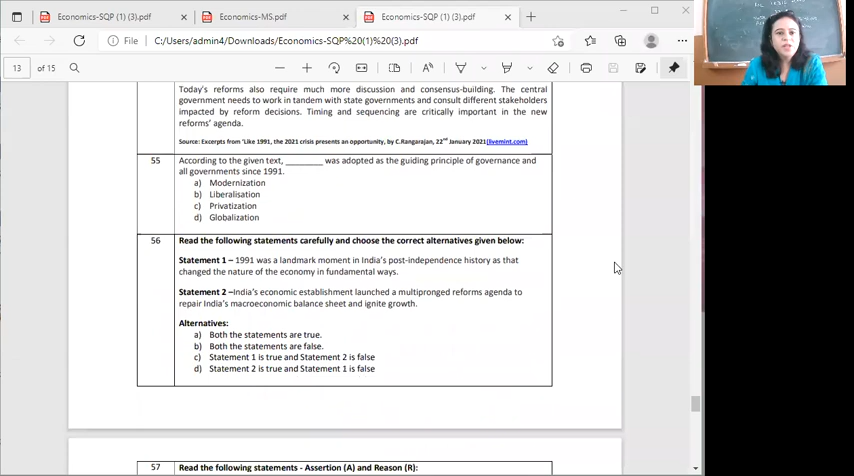 Economics-SQP (1) (3).pdf
Economics-MS.pdf
Economics-SQP (1) (3).pdf
File
C:/Users/admin4/Downloads/Economics-SQP%20(1)%20(3).pdf
13 of 15
Today's reforms also require much more discussion and consensus-building. The central
government needs to work in tandem with state governments and consult different stakeholders
impacted by reform decisions. Timing and sequencing are critically important in the new
reforms' agenda.
Source: Excerpts from 'Like 1991, the 2021 crisis presents an opportunity, by C.Rangarajan, 22nd January 2021(livemint.com)
55 According to the given text, ________ was adopted as the guiding principle of governance and
all governments since 1991.
a) Modernization
b) Liberalisation
c) Privatization
d) Globalization
56 Read the following statements carefully and choose the correct alternatives given below:
Statement 1 – 1991 was a landmark moment in India's post-independence history as that
changed the nature of the economy in fundamental ways.
Statement 2 –India's economic establishment launched a multipronged reforms agenda to
repair India's macroeconomic balance sheet and ignite growth.
Alternatives:
a) Both the statements are true.
b) Both the statements are false.
c) Statement 1 is true and Statement 2 is false
d) Statement 2 is true and Statement 1 is false
57 Read the following statements - Assertion (A) and Reason (R):